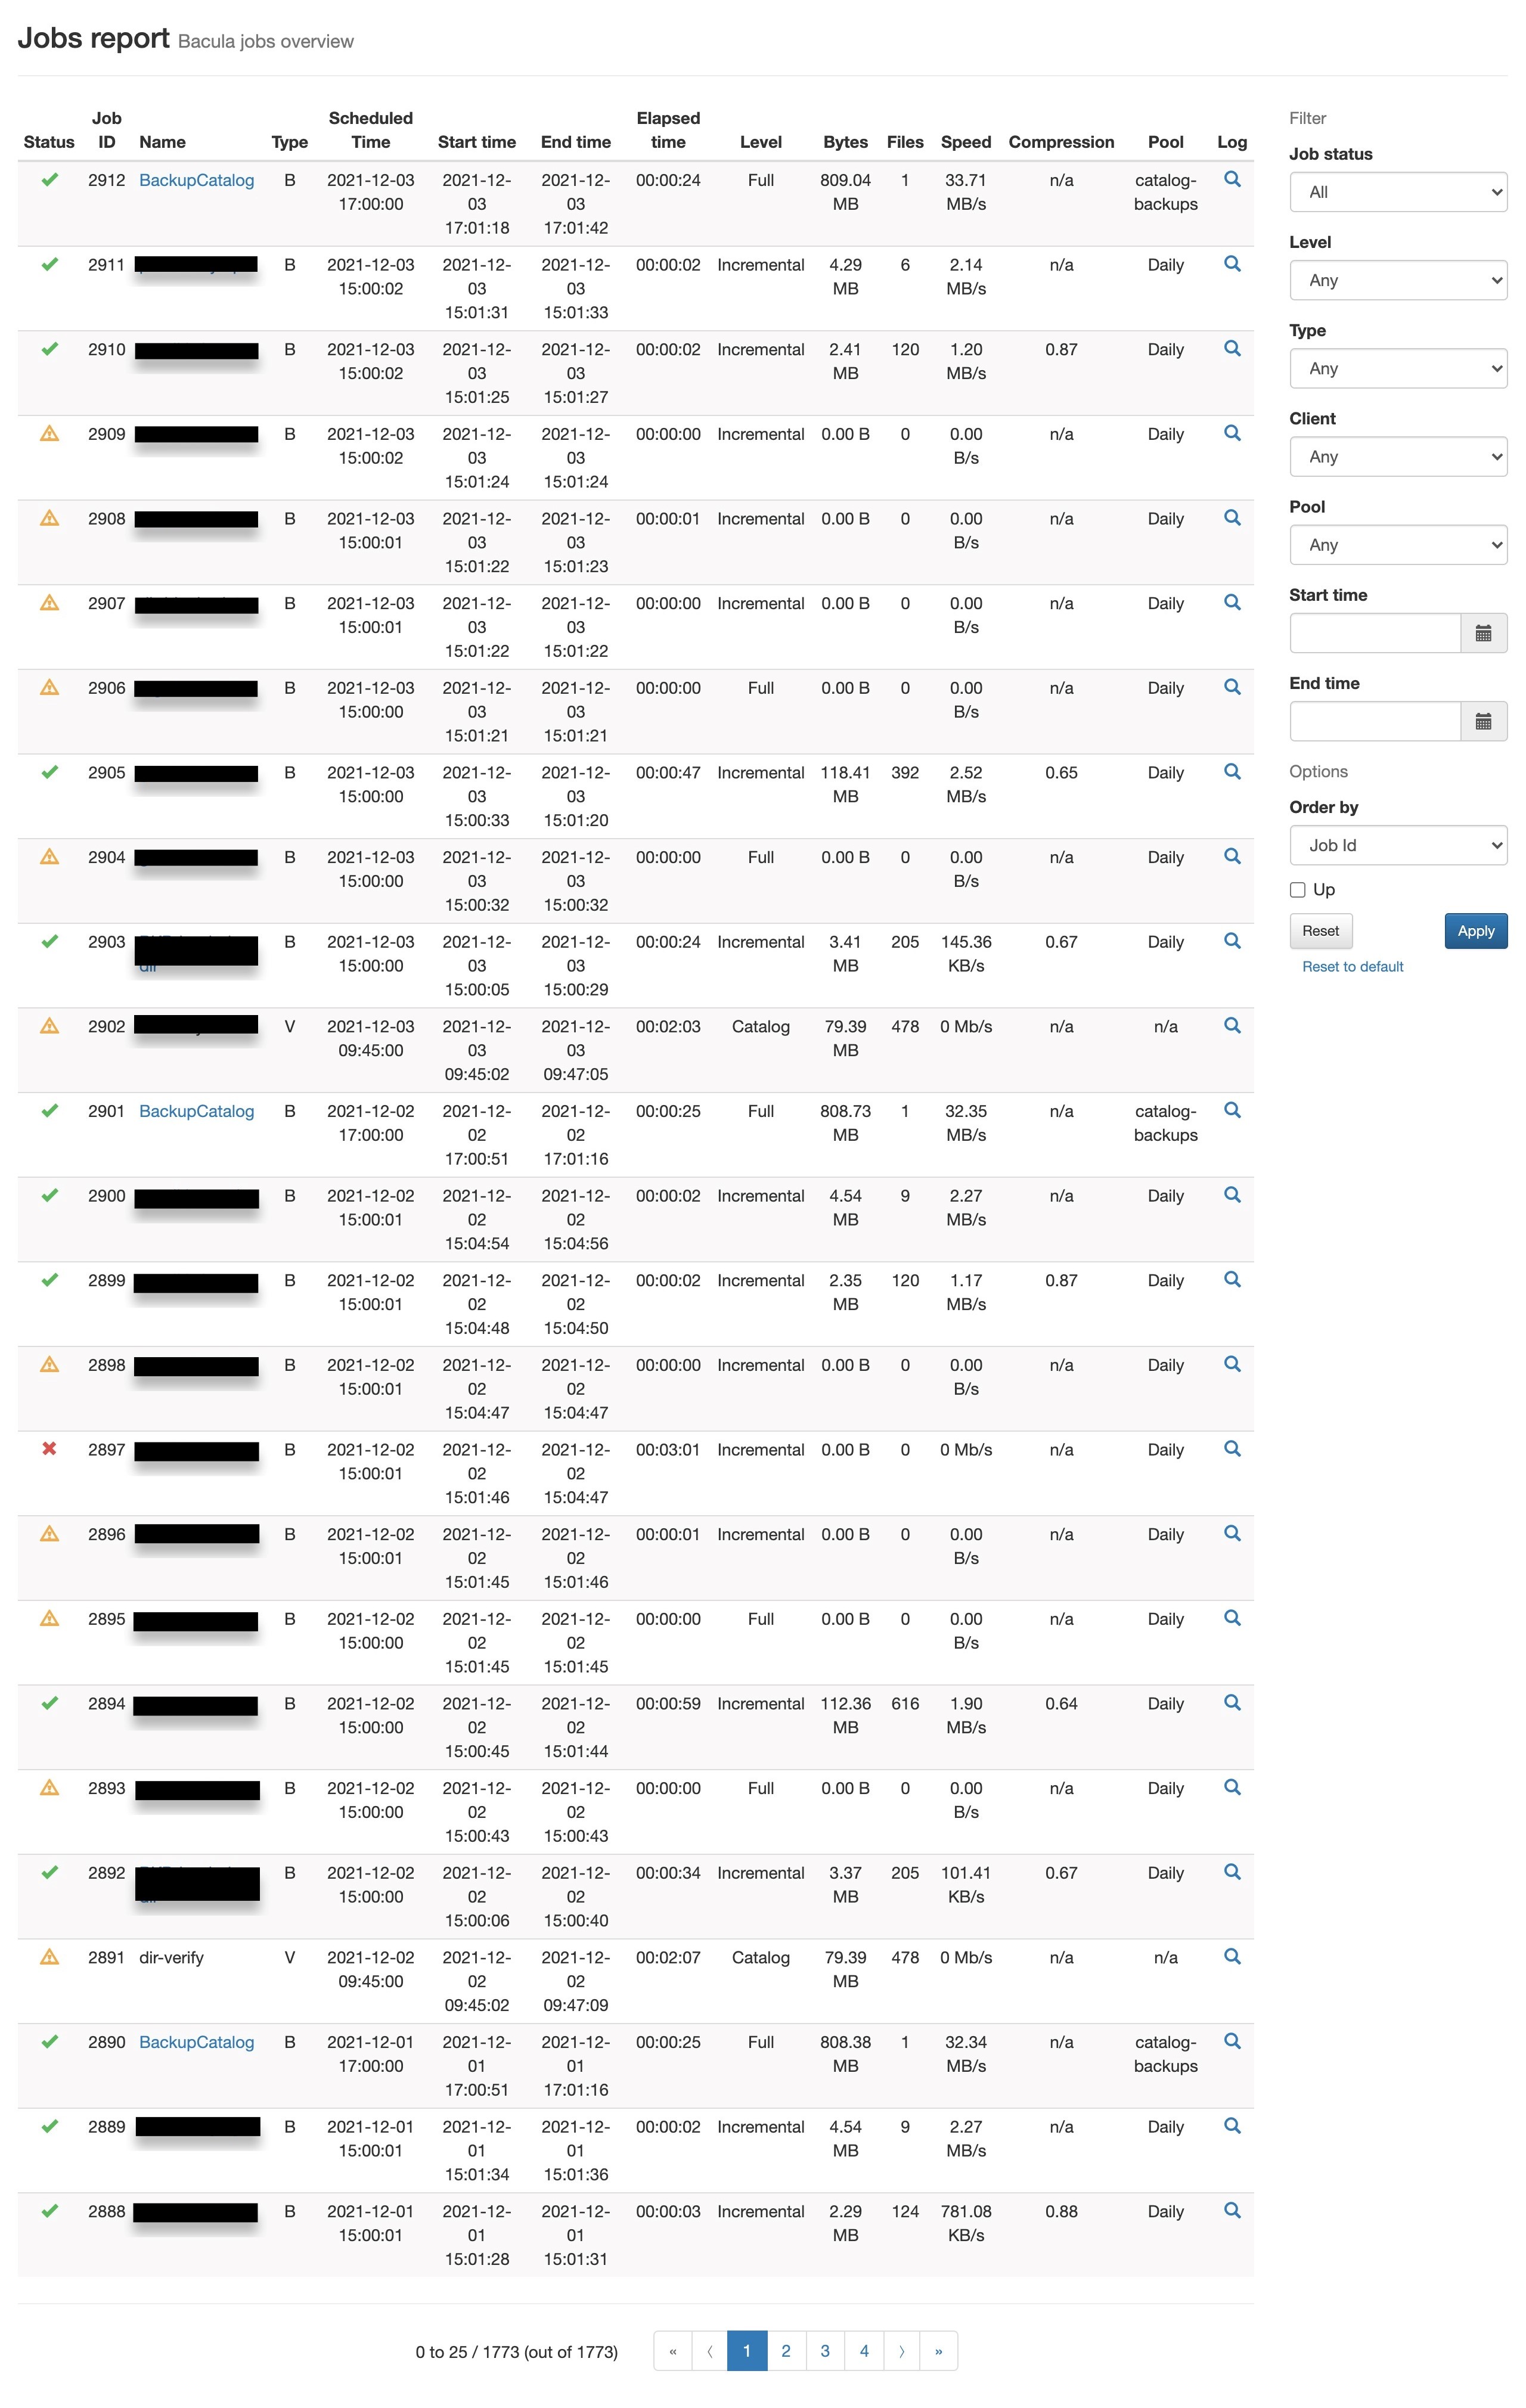 Jobs report Bacula jobs overview
Status Job ID Name Type Scheduled Time Start time End time Elapsed time Level Bytes Files Speed Compression Pool Log
2912 BackupCatalog B 2021-12-03 17:00:00 2021-12-03 17:01:18 2021-12-03 17:01:42 00:00:24 Full 809.04 MB 1 33.71 MB/s n/a catalog-backups
2911 B 2021-12-03 15:00:02 2021-12-03 15:01:31 2021-12-03 15:01:33 00:00:02 Incremental 4.29 MB 6 2.14 MB/s n/a Daily
2910 B 2021-12-03 15:00:02 2021-12-03 15:01:25 2021-12-03 15:01:27 00:00:02 Incremental 2.41 MB 120 1.20 MB/s 0.87 Daily
2909 B 2021-12-03 15:00:02 2021-12-03 15:01:24 2021-12-03 15:01:24 00:00:00 Incremental 0.00 B 0 0.00 B/s n/a Daily
2908 B 2021-12-03 15:00:01 2021-12-03 15:01:22 2021-12-03 15:01:23 00:00:01 Incremental 0.00 B 0 0.00 B/s n/a Daily
2907 B 2021-12-03 15:00:01 2021-12-03 15:01:22 2021-12-03 15:01:22 00:00:00 Incremental 0.00 B 0 0.00 B/s n/a Daily
2906 B 2021-12-03 15:00:00 2021-12-03 15:01:21 2021-12-03 15:01:21 00:00:00 Full 0.00 B 0 0.00 B/s n/a Daily
2905 B 2021-12-03 15:00:00 2021-12-03 15:00:33 2021-12-03 15:01:20 00:00:47 Incremental 118.41 MB 392 2.52 MB/s 0.65 Daily
2904 B 2021-12-03 15:00:00 2021-12-03 15:00:32 2021-12-03 15:00:32 00:00:00 Full 0.00 B 0 0.00 B/s n/a Daily
2903 B 2021-12-03 15:00:00 2021-12-03 15:00:05 2021-12-03 15:00:29 00:00:24 Incremental 3.41 MB 205 145.36 KB/s 0.67 Daily
2902 V 2021-12-03 09:45:00 2021-12-03 09:45:02 2021-12-03 09:47:05 00:02:03 Catalog 79.39 MB 478 0 Mb/s n/a n/a
2901 BackupCatalog B 2021-12-02 17:00:00 2021-12-02 17:00:51 2021-12-02 17:01:16 00:00:25 Full 808.73 MB 1 32.35 MB/s n/a catalog-backups
2900 B 2021-12-02 15:00:01 2021-12-02 15:04:54 2021-12-02 15:04:56 00:00:02 Incremental 4.54 MB 9 2.27 MB/s n/a Daily
2899 B 2021-12-02 15:00:01 2021-12-02 15:04:48 2021-12-02 15:04:50 00:00:02 Incremental 2.35 MB 120 1.17 MB/s 0.87 Daily
2898 B 2021-12-02 15:00:01 2021-12-02 15:04:47 2021-12-02 15:04:47 00:00:00 Incremental 0.00 B 0 0.00 B/s n/a Daily
2897 B 2021-12-02 15:00:01 2021-12-02 15:01:46 2021-12-02 15:04:47 00:03:01 Incremental 0.00 B 0 0 Mb/s n/a Daily
2896 B 2021-12-02 15:00:01 2021-12-02 15:01:45 2021-12-02 15:01:46 00:00:01 Incremental 0.00 B 0 0.00 B/s n/a Daily
2895 B 2021-12-02 15:00:00 2021-12-02 15:01:45 2021-12-02 15:01:45 00:00:00 Full 0.00 B 0 0.00 B/s n/a Daily
2894 B 2021-12-02 15:00:00 2021-12-02 15:00:45 2021-12-02 15:01:44 00:00:59 Incremental 112.36 MB 616 1.90 MB/s 0.64 Daily
2893 B 2021-12-02 15:00:00 2021-12-02 15:00:43 2021-12-02 15:00:43 00:00:00 Full 0.00 B 0 0.00 B/s n/a Daily
2892 B 2021-12-02 15:00:00 2021-12-02 15:00:06 2021-12-02 15:00:40 00:00:34 Incremental 3.37 MB 205 101.41 KB/s 0.67 Daily
2891 dir-verify V 2021-12-02 09:45:00 2021-12-02 09:45:02 2021-12-02 09:47:09 00:02:07 Catalog 79.39 MB 478 0 Mb/s n/a n/a
2890 BackupCatalog B 2021-12-01 17:00:00 2021-12-01 17:00:51 2021-12-01 17:01:16 00:00:25 Full 808.38 MB 1 32.34 MB/s n/a catalog-backups
2889 B 2021-12-01 15:00:01 2021-12-01 15:01:34 2021-12-01 15:01:36 00:00:02 Incremental 4.54 MB 9 2.27 MB/s n/a Daily
2888 B 2021-12-01 15:00:01 2021-12-01 15:01:28 2021-12-01 15:01:31 00:00:03 Incremental 2.29 MB 124 781.08 KB/s 0.88 Daily
0 to 25 / 1773 (out of 1773) « 〈 1 2 3 4 〉 »
Filter
Job status
All
Level
Any
Type
Any
Client
Any
Pool
Any
Start time
End time
Options
Order by
Job Id
Up
Reset Apply
Reset to default